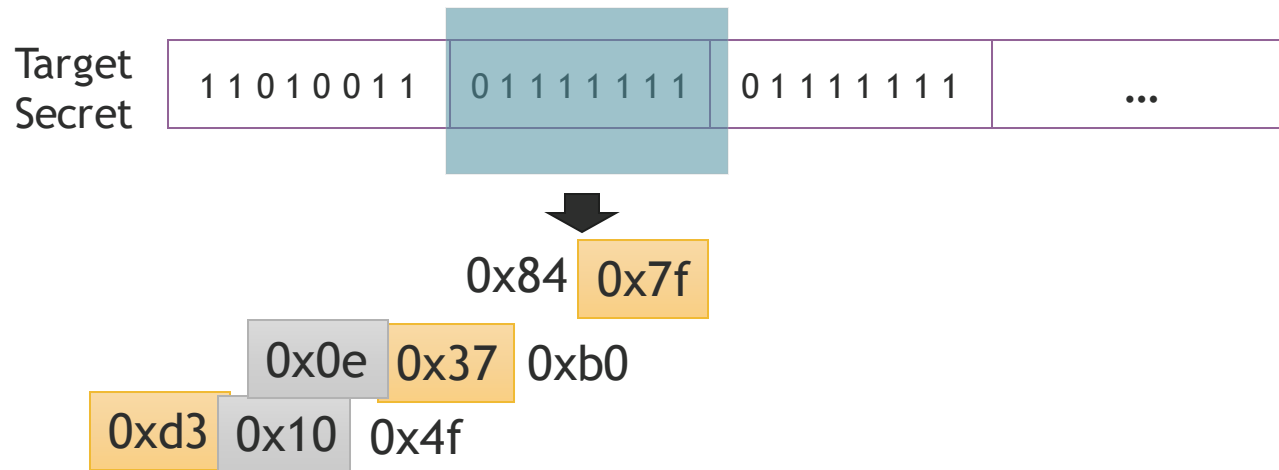 Target
Secret
1 1 0 1 0 0 1 1
0 1 1 1 1 1 1 1
0 1 1 1 1 1 1 1
...
0x84 0x7f
0x0e 0x37 0xb0
0xd3 0x10 0x4f